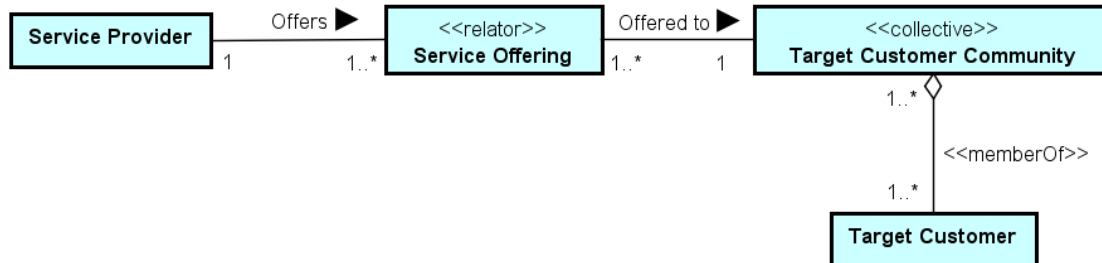 Offers ▶
Offered to ▶
Service Provider
<<relator>>
Service Offering
<<collective>>
Target Customer Community
1
1..*
1..*
1
1..*
<<memberOf>>
1..*
Target Customer